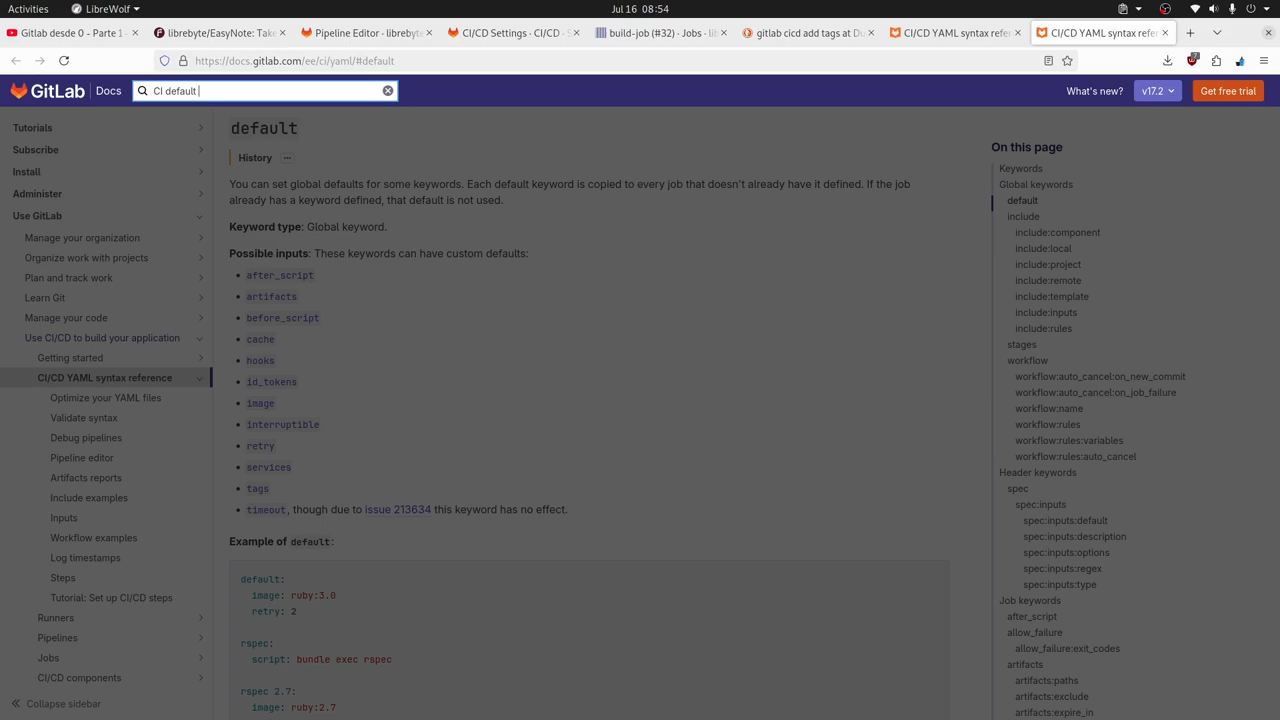 Activities
LibreWolf
Jul 16 08:54
Gitlab desde 0 - Parte 1 -
librebyte/EasyNote: Take
Pipeline Editor · librebyte
CI/CD Settings · CI/CD · S
build-job (#32) · Jobs · lib
gitlab cicd add tags at Du
CI/CD YAML syntax refer
CI/CD YAML syntax refer
https://docs.gitlab.com/ee/ci/yaml/#default
7
GitLab
Docs
CI default
What's new?
v17.2
Get free trial
Tutorials
Subscribe
Install
Administer
Use GitLab
Manage your organization
Organize work with projects
Plan and track work
Learn Git
Manage your code
Use CI/CD to build your application
Getting started
CI/CD YAML syntax reference
Optimize your YAML files
Validate syntax
Debug pipelines
Pipeline editor
Artifacts reports
Include examples
Inputs
Workflow examples
Log timestamps
Steps
Tutorial: Set up CI/CD steps
Runners
Pipelines
Jobs
CI/CD components
Collapse sidebar
default
History ...
You can set global defaults for some keywords. Each default keyword is copied to every job that doesn't already have it defined. If the job
already has a keyword defined, that default is not used.
Keyword type: Global keyword.
Possible inputs: These keywords can have custom defaults:
• after_script
• artifacts
• before_script
• cache
• hooks
• id_tokens
• image
• interruptible
• retry
• services
• tags
• timeout, though due to issue 213634 this keyword has no effect.
Example of default:
default:
image: ruby:3.0
retry: 2
rspec:
script: bundle exec rspec
rspec 2.7:
image: ruby:2.7
On this page
Keywords
Global keywords
default
include
include:component
include:local
include:project
include:remote
include:template
include:inputs
include:rules
stages
workflow
workflow:auto_cancel:on_new_commit
workflow:auto_cancel:on_job_failure
workflow:name
workflow:rules
workflow:rules:variables
workflow:rules:auto_cancel
Header keywords
spec
spec:inputs
spec:inputs:default
spec:inputs:description
spec:inputs:options
spec:inputs:regex
spec:inputs:type
Job keywords
after_script
allow_failure
allow_failure:exit_codes
artifacts
artifacts:paths
artifacts:exclude
artifacts:expire_in